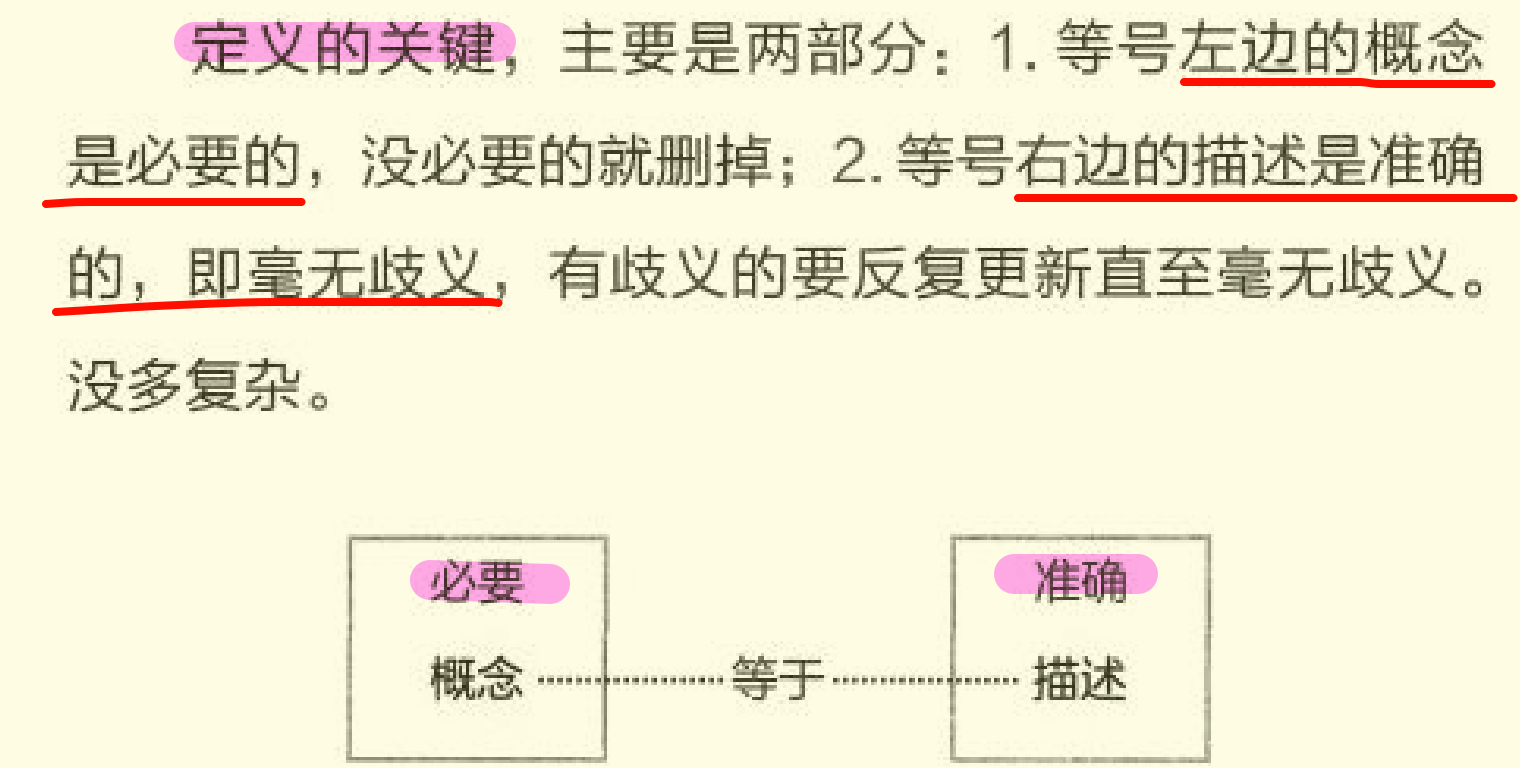 定义的关键，主要是两部分：1. 等号左边的概念
是必要的，没必要的就删掉；2. 等号右边的描述是准确
的，即毫无歧义，有歧义的要反复更新直至毫无歧义。
没多复杂。
必要 准确
概念 等于 描述